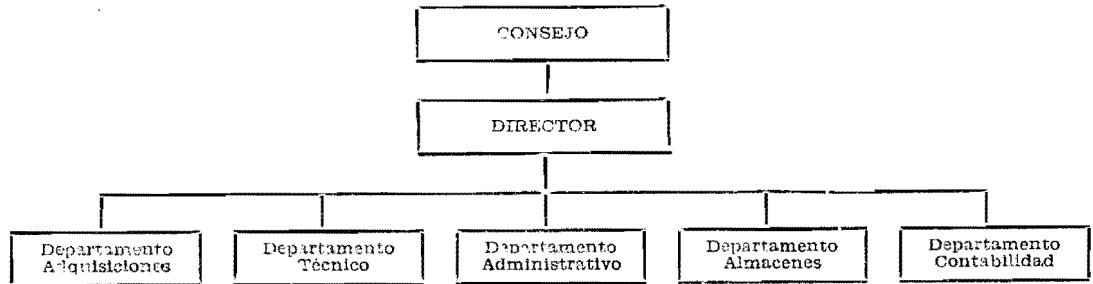 CONSEJO
DIRECTOR
Departamento
Adquisiciones
Departamento
Técnico
Departamento
Administrativo
Departamento
Almacenes
Departamento
Contabilidad